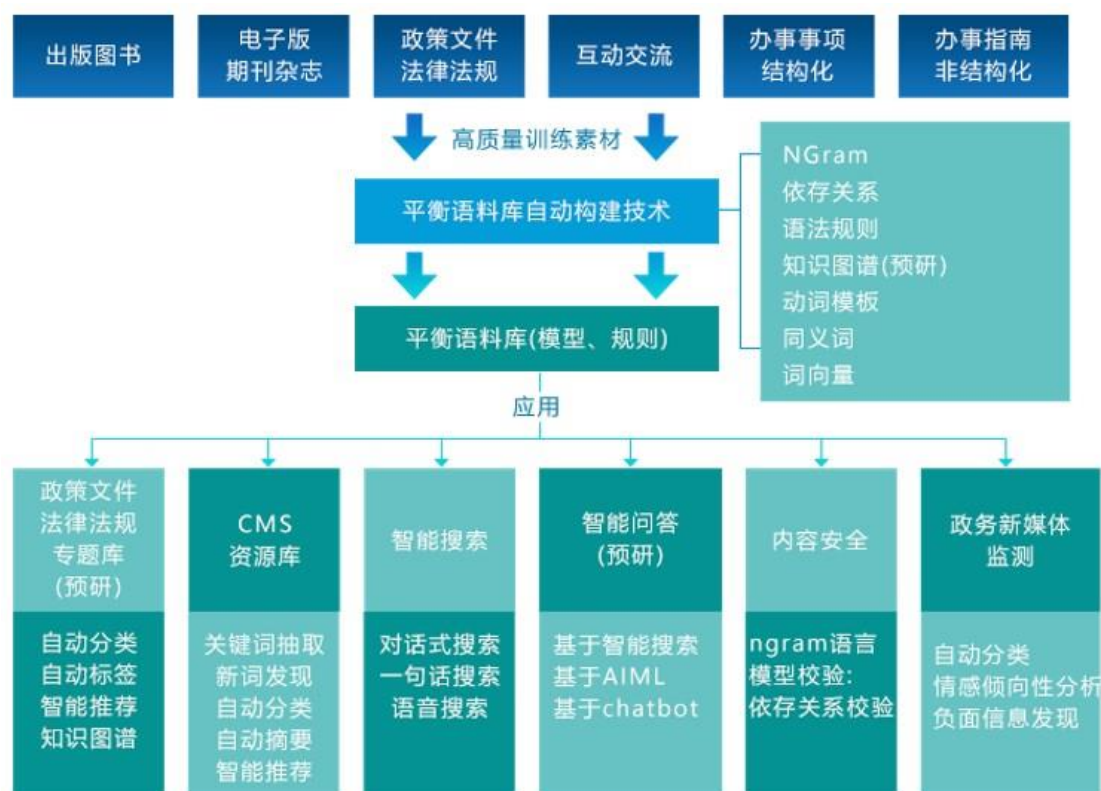 出版图书
电子版
期刊杂志
政策文件
法律法规
互动交流
办事事项
结构化
办事指南
非结构化
高质量训练素材
平衡语料库自动构建技术
NGram
依存关系
语法规则
知识图谱(预研)
动词模板
同义词
词向量
平衡语料库(模型、规则)
应用
政策文件
法律法规
专题库
(预研)
自动分类
自动标签
智能推荐
知识图谱
CMS
资源库
关键词抽取
新词发现
自动分类
自动摘要
智能推荐
智能搜索
对话式搜索
一句话搜索
语音搜索
智能问答
(预研)
基于智能搜索
基于AIML
基于chatbot
内容安全
ngram语言
模型校验:
依存关系校验
政务新媒体
监测
自动分类
情感倾向性分析
负面信息发现